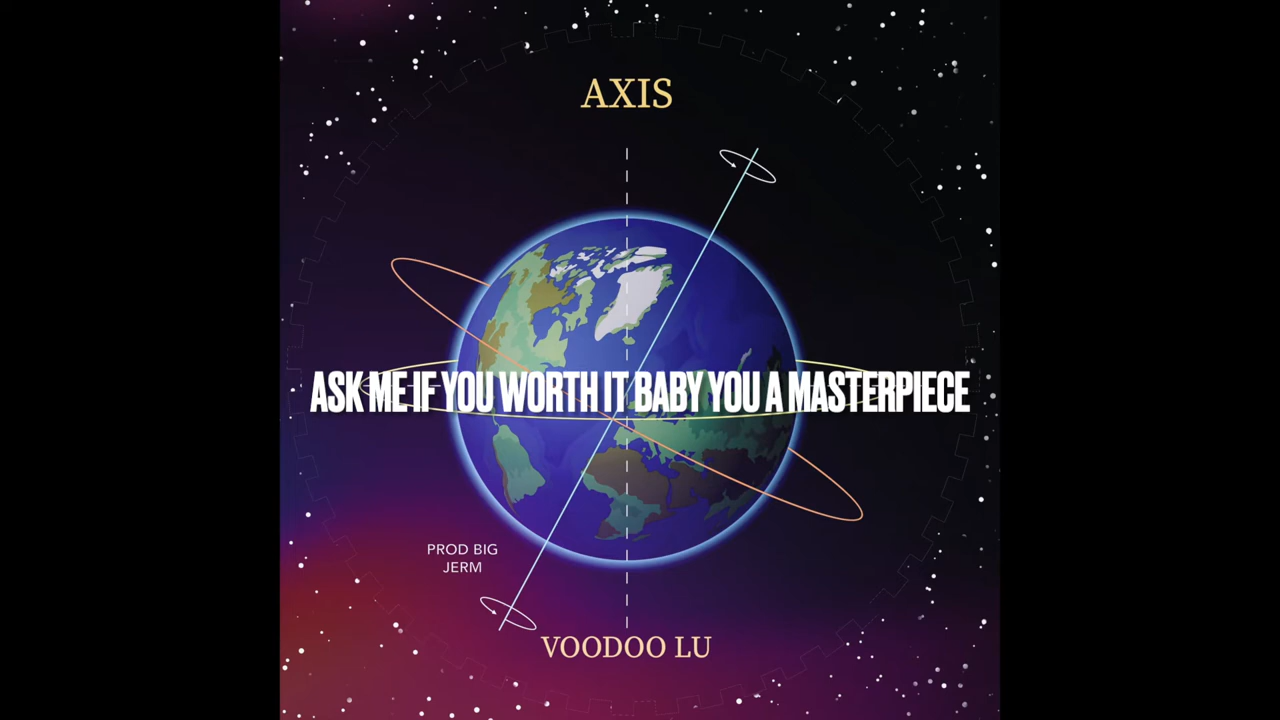 AXIS
ASK ME IF YOU WORTH IT BABY YOU A MASTERPIECE
PROD BIG
JERM
VOODOO LU